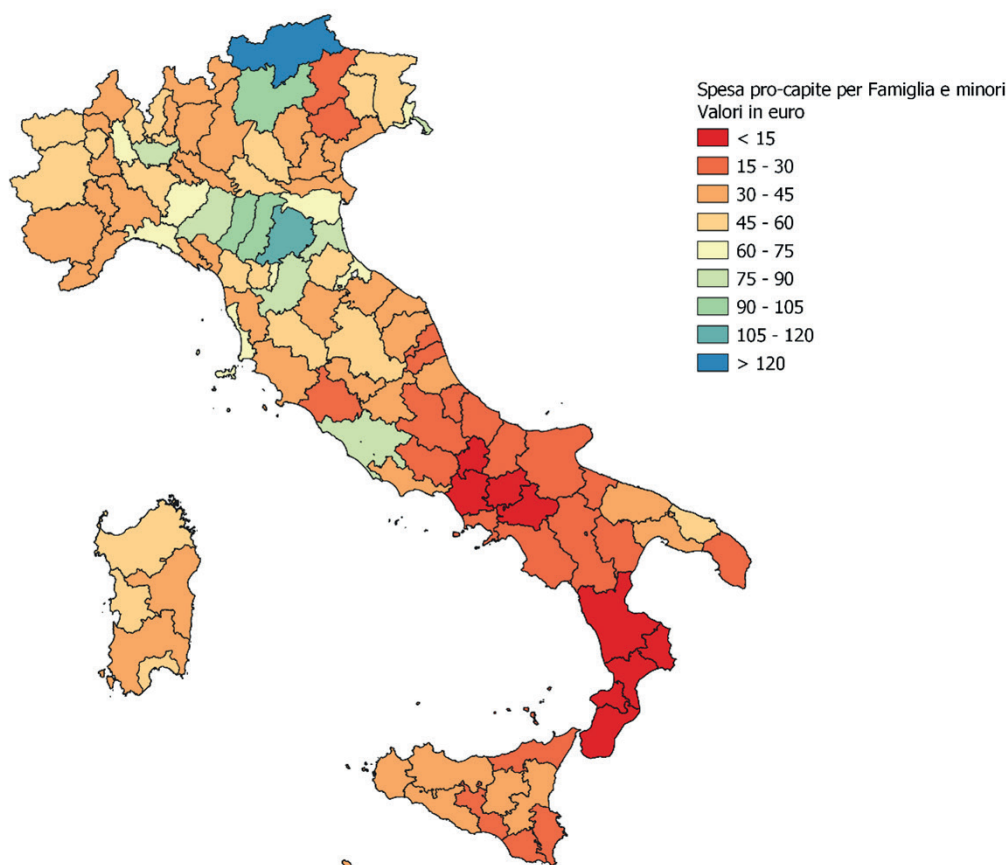 Spesa pro-capite per Famiglia e minori
Valori in euro
< 15
15 - 30
30 - 45
45 - 60
60 - 75
75 - 90
90 - 105
105 - 120
> 120